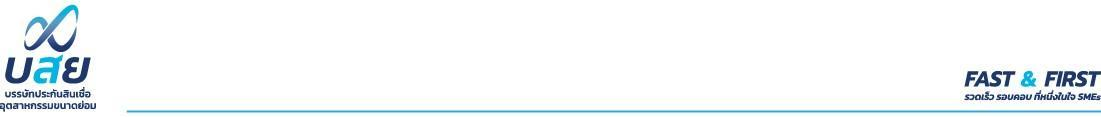 บสย
บรรษัทประกันสินเชื่อ
อุตสาหกรรมขนาดย่อม
FAST & FIRST
รวดเร็ว รอบคอบ ที่หนึ่งในใจ SMEs